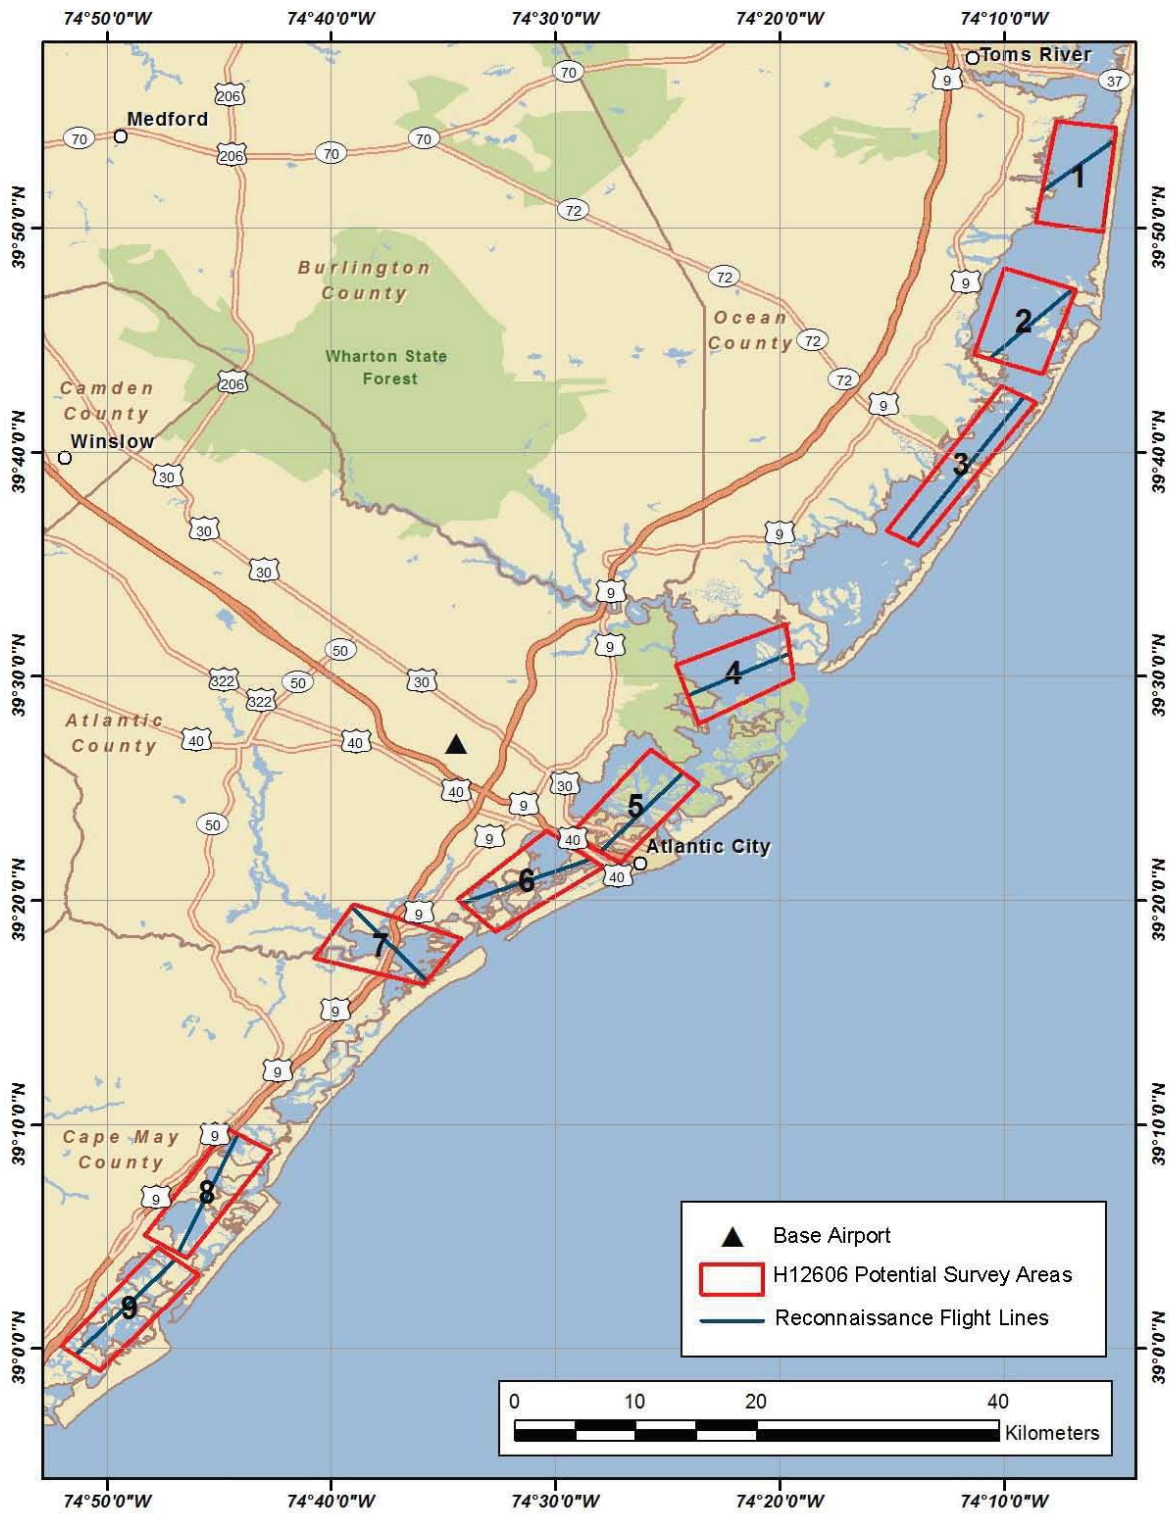 74°50'0"W 74°40'0"W 74°30'0"W 74°20'0"W 74°10'0"W
Toms River
70
9
37
206
Medford
70
206
70
70
1
72
39°50'0"N
39°50'0"N
Burlington
County
72
9
2
Ocean
County
72
Wharton State
Forest
72
206
9
Camden
County
Winslow
39°40'0"N
39°40'0"N
3
30
30
9
30
9
9
50
39°30'0"N
39°30'0"N
322
50
30
4
322
Atlantic
County
40
40
40
30
9
5
50
9
40
Atlantic City
6
40
39°20'0"N
39°20'0"N
9
7
9
9
39°10'0"N
39°10'0"N
Cape May
County
9
9
8
Base Airport
H12606 Potential Survey Areas
9
Reconnaissance Flight Lines
39°0'0"N
39°0'0"N
0 10 20 40
Kilometers
74°50'0"W 74°40'0"W 74°30'0"W 74°20'0"W 74°10'0"W